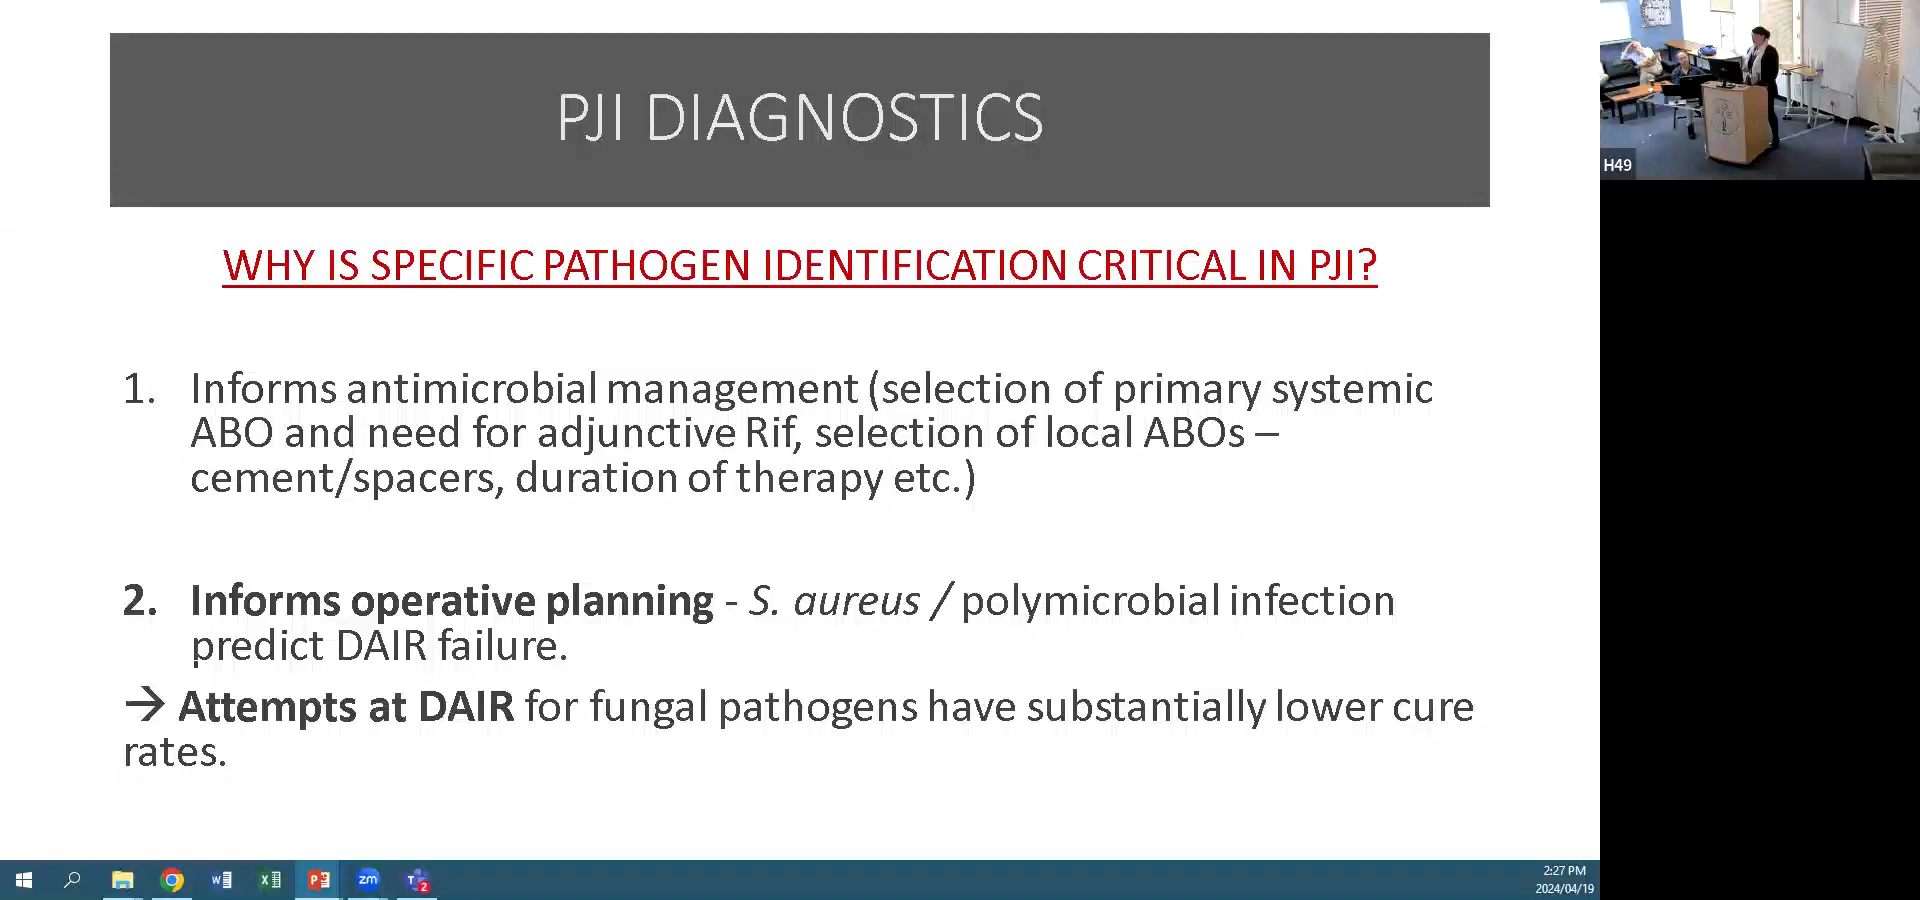 PJI DIAGNOSTICS
WHY IS SPECIFIC PATHOGEN IDENTIFICATION CRITICAL IN PJI?
1. Informs antimicrobial management (selection of primary systemic
ABO and need for adjunctive Rif, selection of local ABOs –
cement/spacers, duration of therapy etc.)
2. Informs operative planning - S. aureus / polymicrobial infection
predict DAIR failure.
→ Attempts at DAIR for fungal pathogens have substantially lower cure
rates.
H49
2:27 PM
2024/04/19
zm
2